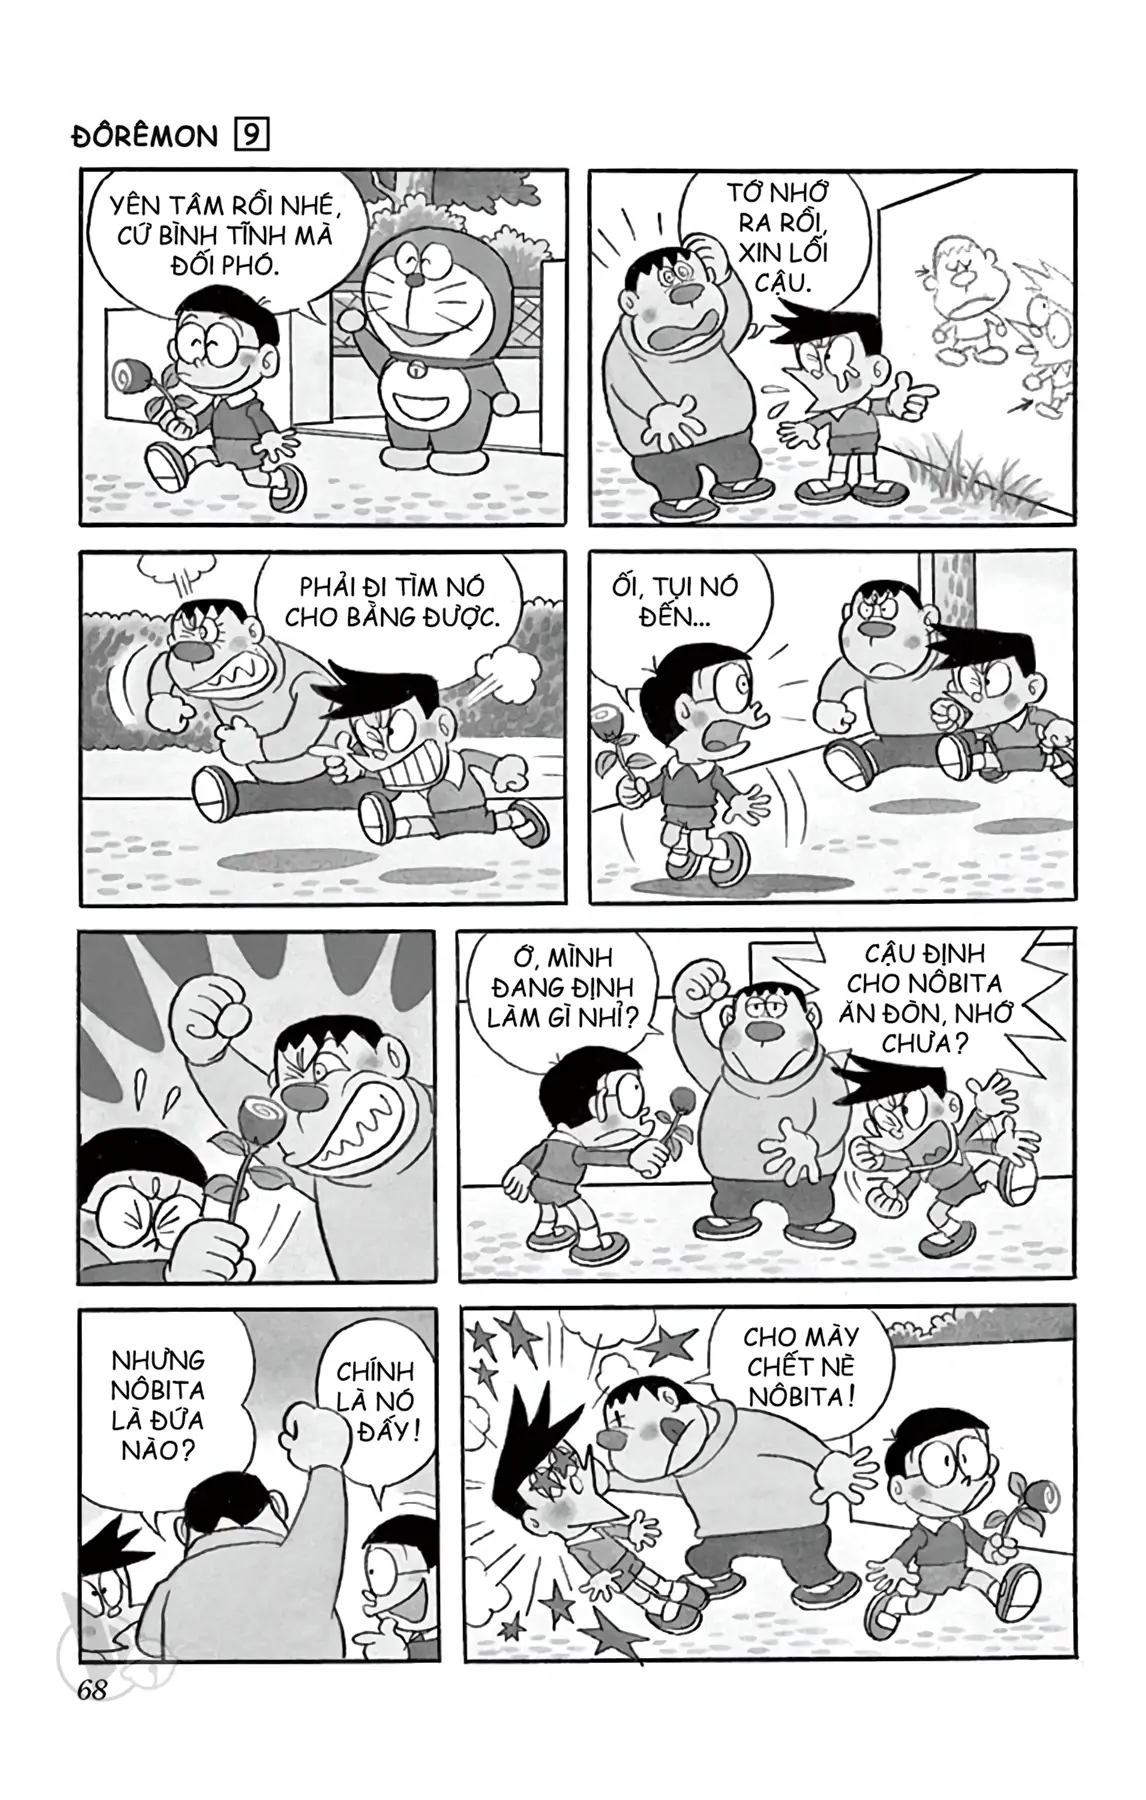 ĐÔRÊMON 9
YÊN TÂM RỒI NHÉ,
CỨ BÌNH TĨNH MÀ
ĐỐI PHÓ.
TỚ NHỚ
RA RỒI,
XIN LỖI
CẬU.
PHẢI ĐI TÌM NÓ
CHO BẰNG ĐƯỢC.
ỐI, TỤI NÓ
ĐẾN...
Ơ, MÌNH
ĐANG ĐỊNH
LÀM GÌ NHỈ?
CẬU ĐỊNH
CHO NÔBITA
ĂN ĐÒN, NHỚ
CHƯA?
NHƯNG
NÔBITA
LÀ ĐỨA
NÀO?
CHÍNH
LÀ NÓ
ĐẤY!
CHO MÀY
CHẾT NÈ
NÔBITA!
68